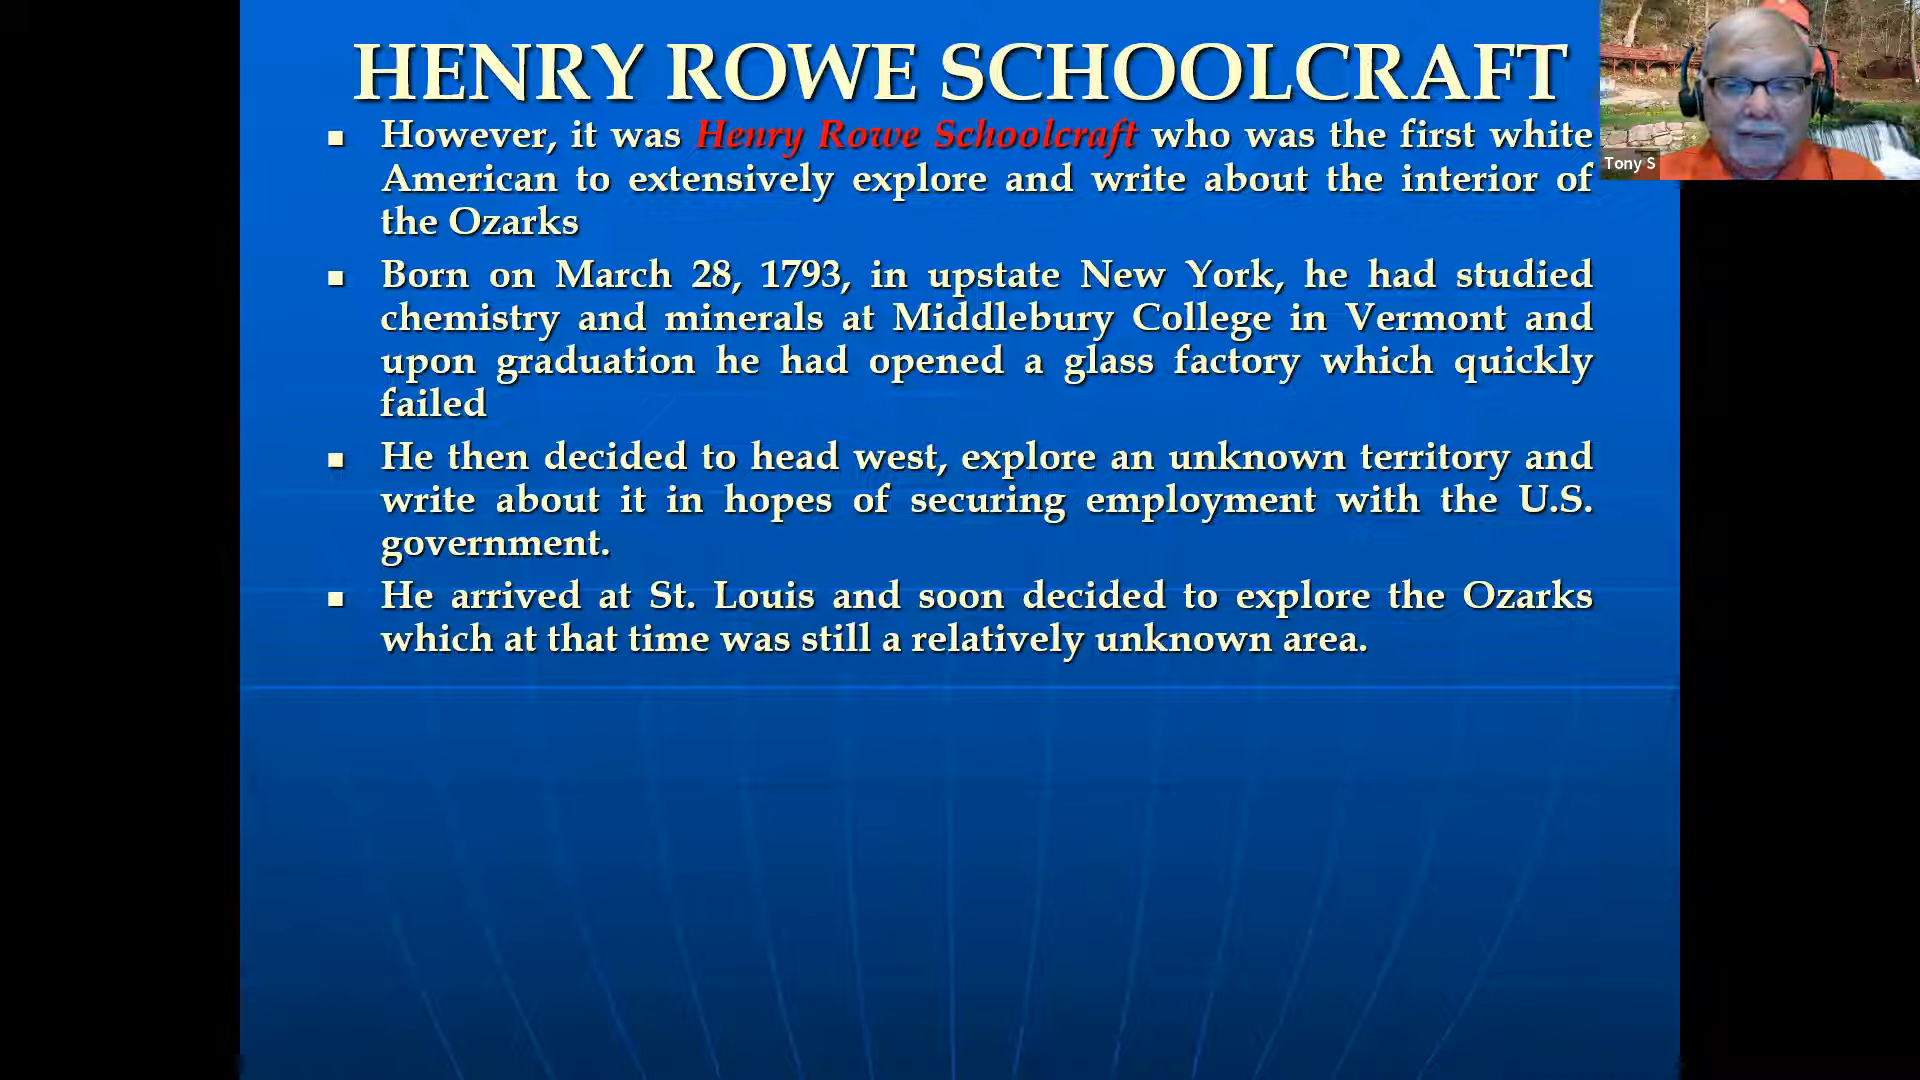 HENRY ROWE SCHOOLCRAFT
However, it was Henry Rowe Schoolcraft who was the first white
American to extensively explore and write about the interior of
the Ozarks
Born on March 28, 1793, in upstate New York, he had studied
chemistry and minerals at Middlebury College in Vermont and
upon graduation he had opened a glass factory which quickly
failed
He then decided to head west, explore an unknown territory and
write about it in hopes of securing employment with the U.S.
government.
He arrived at St. Louis and soon decided to explore the Ozarks
which at that time was still a relatively unknown area.
Tony S